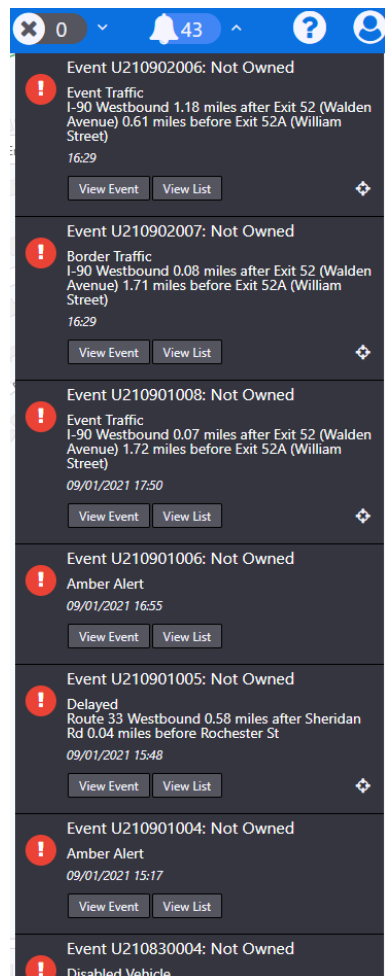 0 43 ?
Event U210902006: Not Owned
Event Traffic
I-90 Westbound 1.18 miles after Exit 52 (Walden
Avenue) 0.61 miles before Exit 52A (William
Street)
16:29
View Event View List
Event U210902007: Not Owned
Border Traffic
I-90 Westbound 0.08 miles after Exit 52 (Walden
Avenue) 1.71 miles before Exit 52A (William
Street)
16:29
View Event View List
Event U210901008: Not Owned
Event Traffic
I-90 Westbound 0.07 miles after Exit 52 (Walden
Avenue) 1.72 miles before Exit 52A (William
Street)
09/01/2021 17:50
View Event View List
Event U210901006: Not Owned
Amber Alert
09/01/2021 16:55
View Event View List
Event U210901005: Not Owned
Delayed
Route 33 Westbound 0.58 miles after Sheridan
Rd 0.04 miles before Rochester St
09/01/2021 15:48
View Event View List
Event U210901004: Not Owned
Amber Alert
09/01/2021 15:17
View Event View List
Event U210830004: Not Owned
Disabled Vehicle